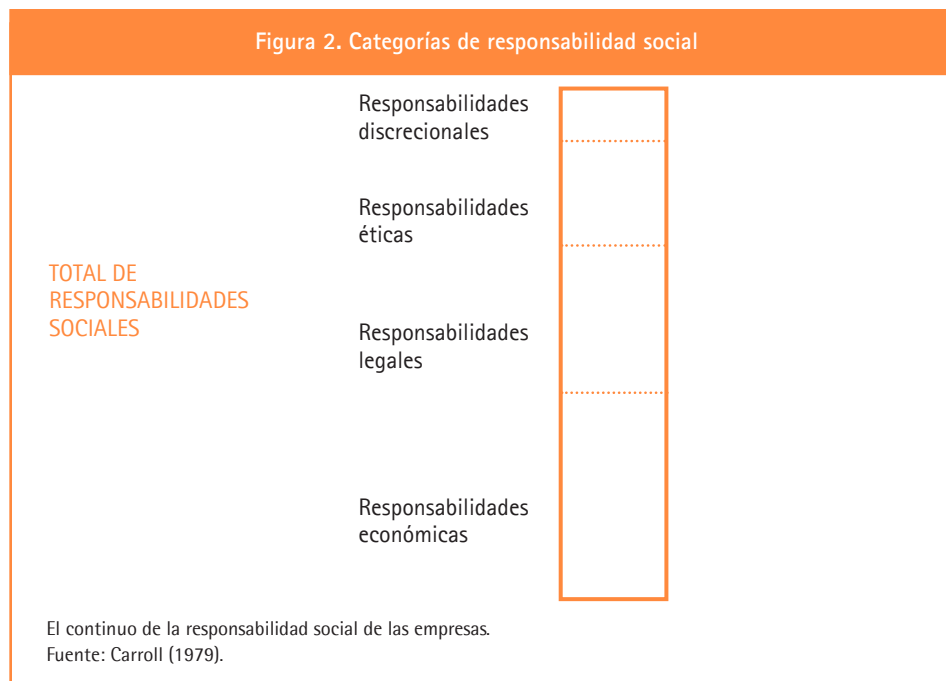 Figura 2. Categorías de responsabilidad social
Responsabilidades
discrecionales
Responsabilidades
éticas
TOTAL DE
RESPONSABILIDADES
SOCIALES
Responsabilidades
legales
Responsabilidades
económicas
El continuo de la responsabilidad social de las empresas.
Fuente: Carroll (1979).